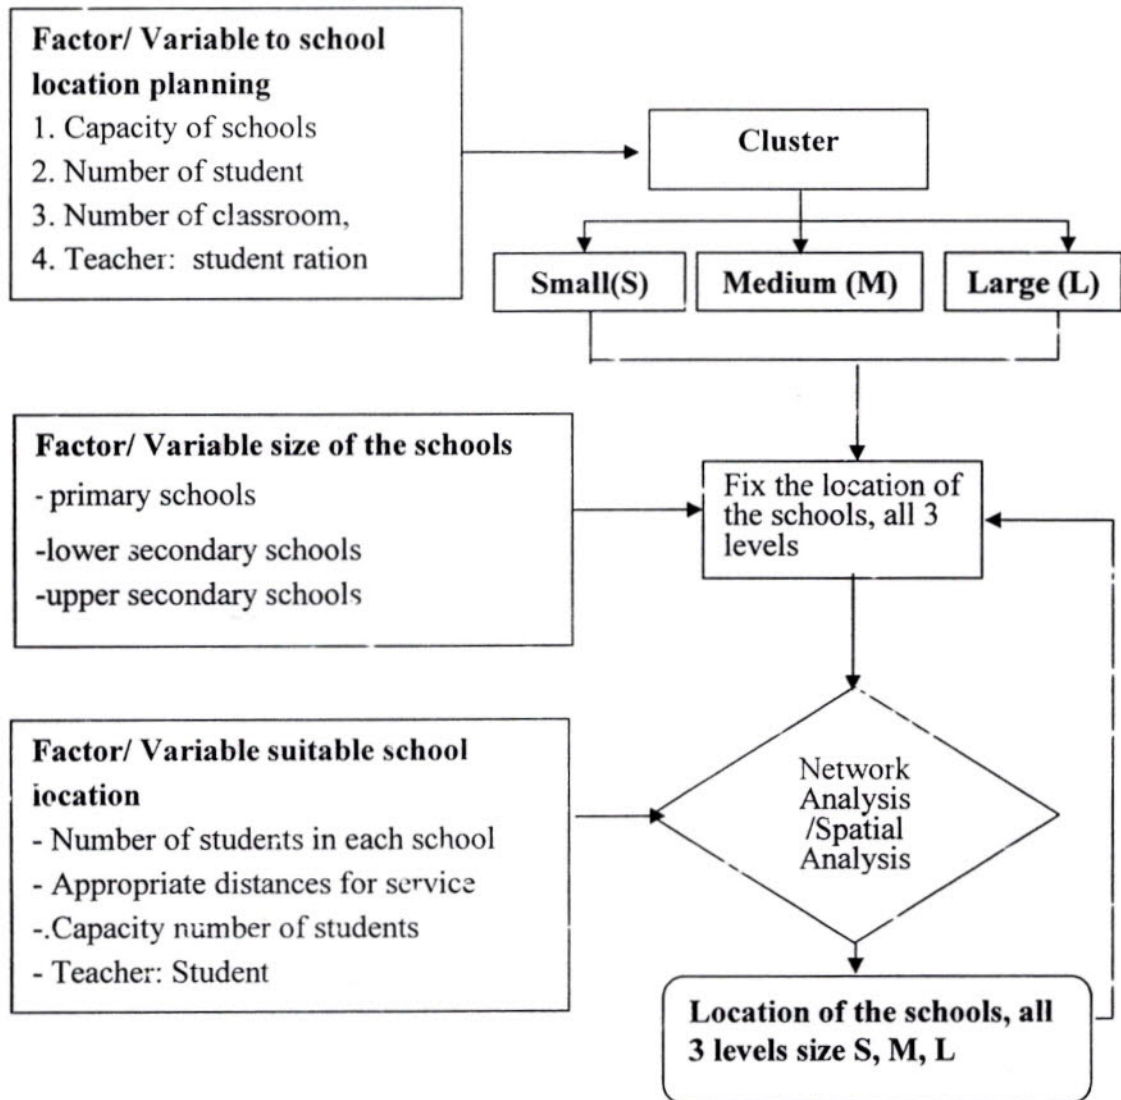 Factor/ Variable to school
location planning
1. Capacity of schools
2. Number of student
3. Number of classroom,
4. Teacher: student ration
Cluster
Small(S)
Medium (M)
Large (L)
Factor/ Variable size of the schools
- primary schools
-lower secondary schools
-upper secondary schools
Fix the location of
the schools, all 3
levels
Factor/ Variable suitable school
location
- Number of students in each school
- Appropriate distances for service
-.Capacity number of students
- Teacher: Student
Network
Analysis
/Spatial
Analysis
Location of the schools, all
3 levels size S, M, L